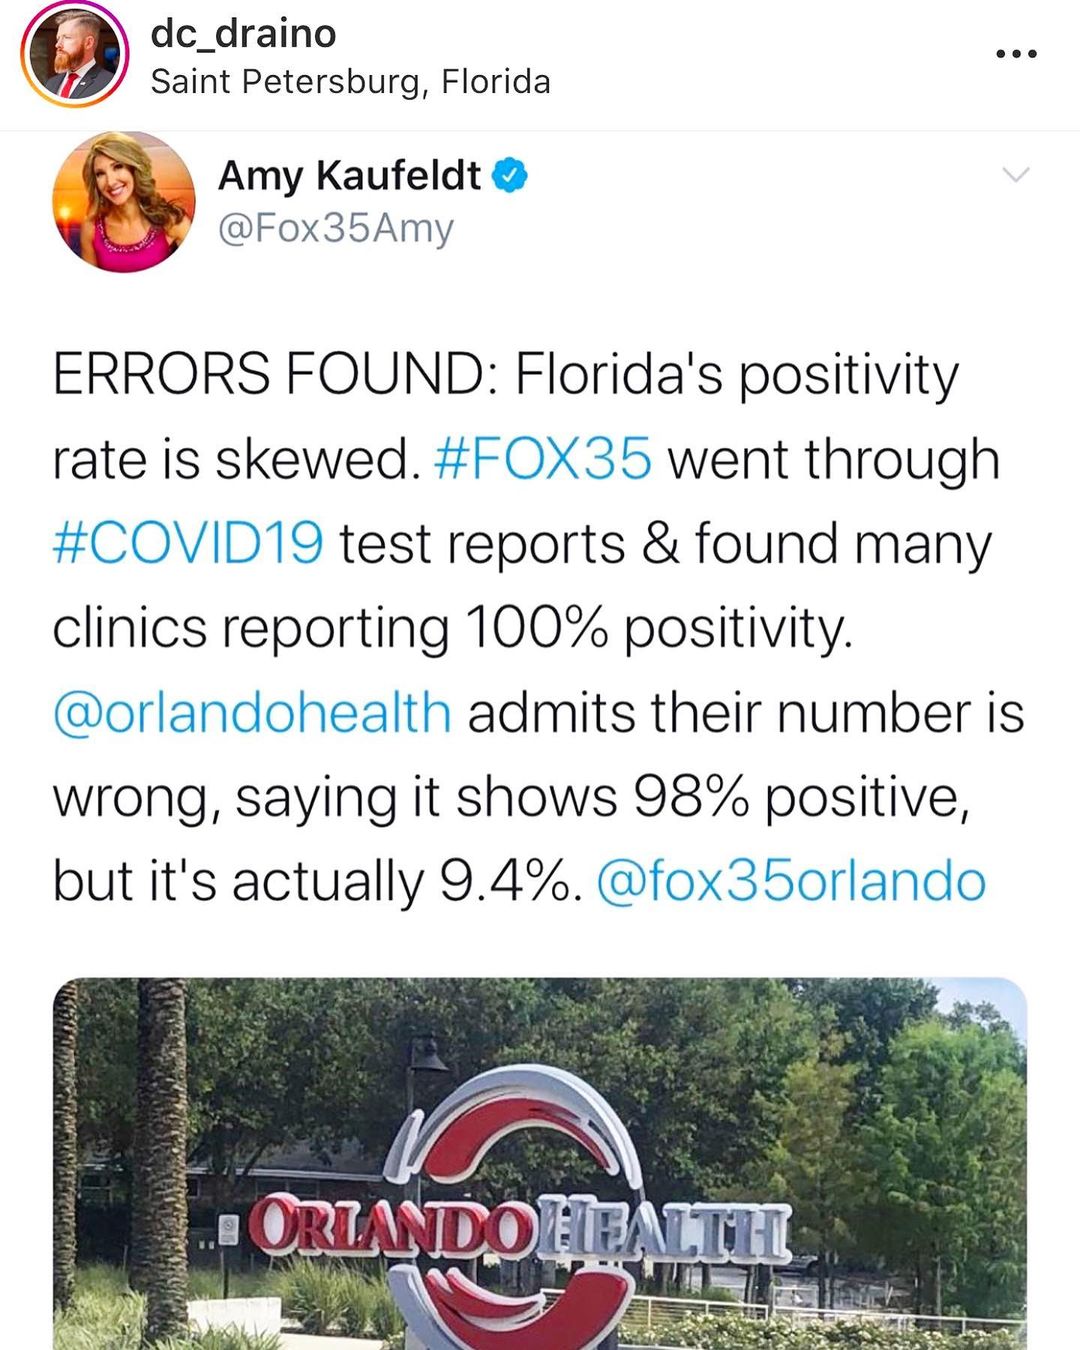 dc_draino
Saint Petersburg, Florida
Amy Kaufeldt
@Fox35Amy
ERRORS FOUND: Florida's positivity
rate is skewed. #FOX35 went through
#COVID19 test reports & found many
clinics reporting 100% positivity.
@orlandohealth admits their number is
wrong, saying it shows 98% positive,
but it's actually 9.4%. @fox35orlando
ORLANDO HEALTH